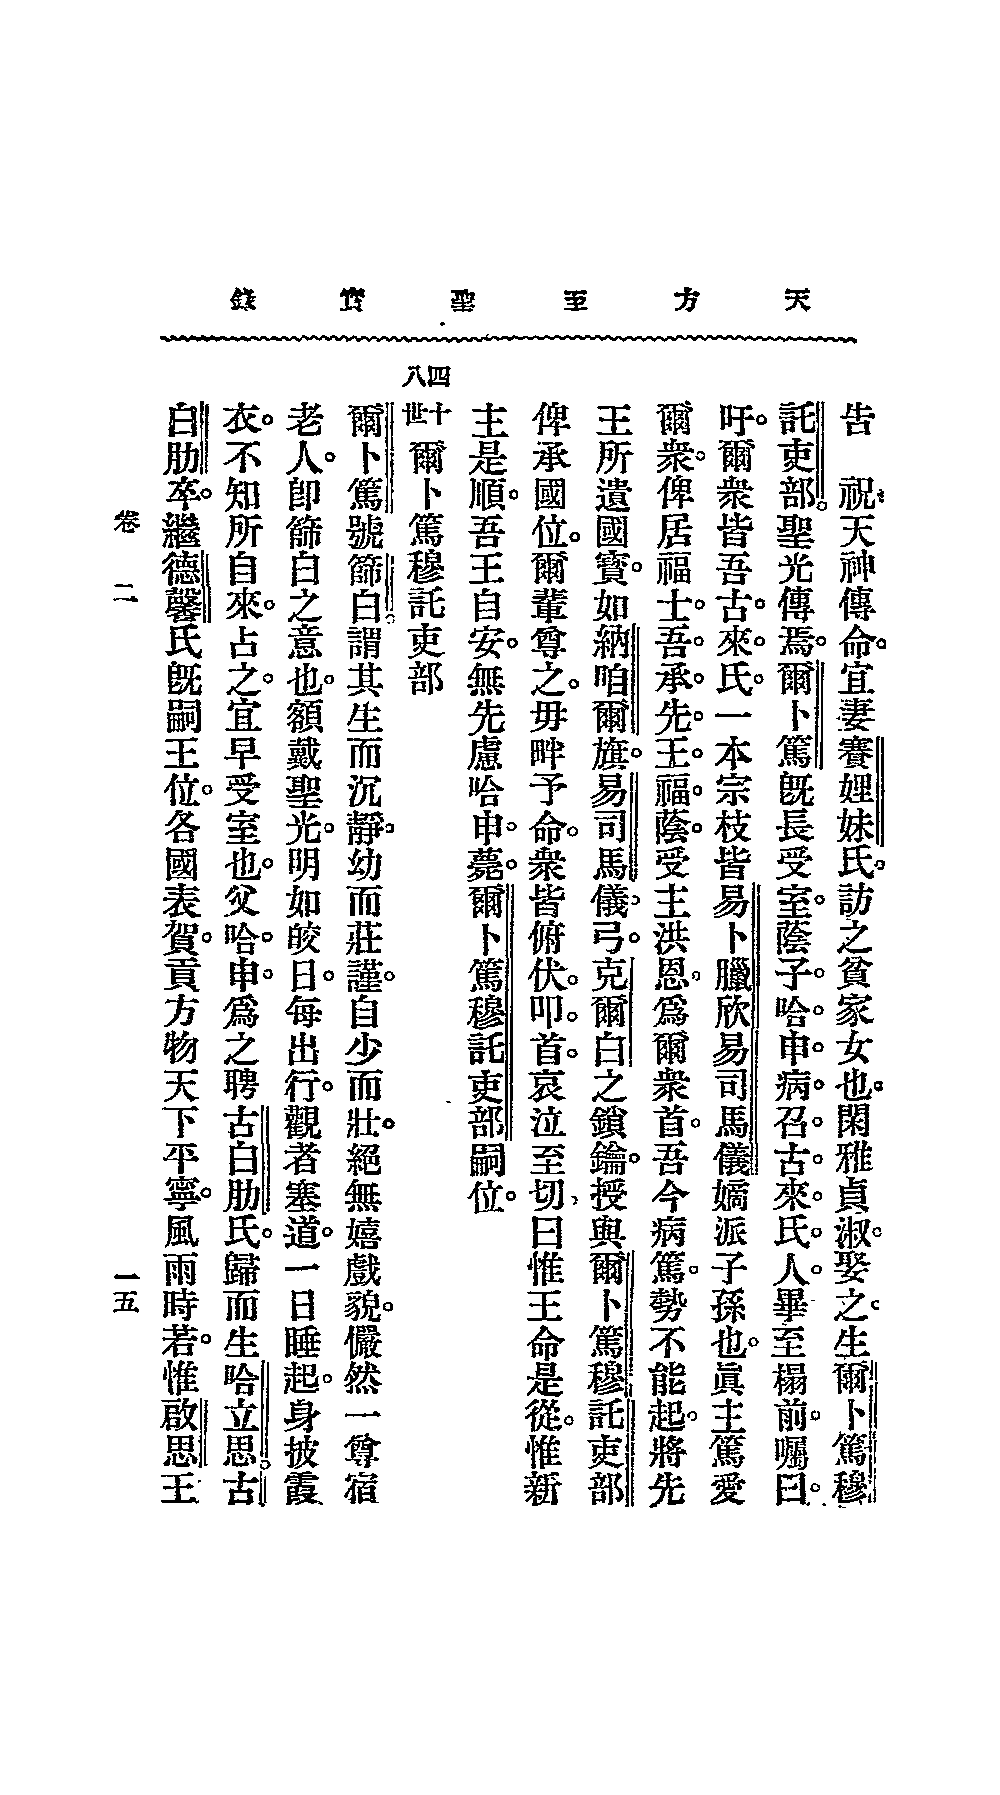 天方至聖實錄
告　祝、天神傳命。宜妻賽娌妹氏。訪之貧家女也。閑雅貞淑。娶之。生爾卜篤穆
託吏部。聖光傳焉。爾卜篤既長受室。蔭子。哈申。病。召。古來氏。人。畢至榻前。囑曰。
吁。爾衆皆吾古。來。氏。一本宗枝皆易卜臘欣易司馬儀嫡派子孫也。眞主篤愛
爾衆。俾居福士。吾。承。先。王。福。蔭。受主洪恩。爲爾衆首。吾今病篤。勢不能起。將先
王所遺國寶。如納咱爾旗。易司馬儀、弓。克爾白之鎖鑰。授與爾卜篤穆託吏部
俾承國位。爾輩尊之。毋畔予命。衆皆俯伏。叩。首。哀泣至切、曰惟王命是從。惟新
主是順。吾王自安。無先慮哈申。薨。爾卜篤穆託吏部嗣位。
四十八世
爾卜篤穆託吏部
爾卜篤號篩白。謂其生而沉靜。幼而莊謹。自少而壯。絕無嬉戲貌。儼然一尊宿
老人。卽篩白之意也。額戴聖光。明如皎日。每出行。觀者塞道。一日睡起。身披霞
衣。不知所自來。占之。宜早受室也。父哈。申。爲之聘古白肋氏。歸而生哈立思。古
白肋卒。繼德馨氏既嗣王位。各國表賀。貢方物天下平寧。風雨時若。惟啟思王
卷二
一五